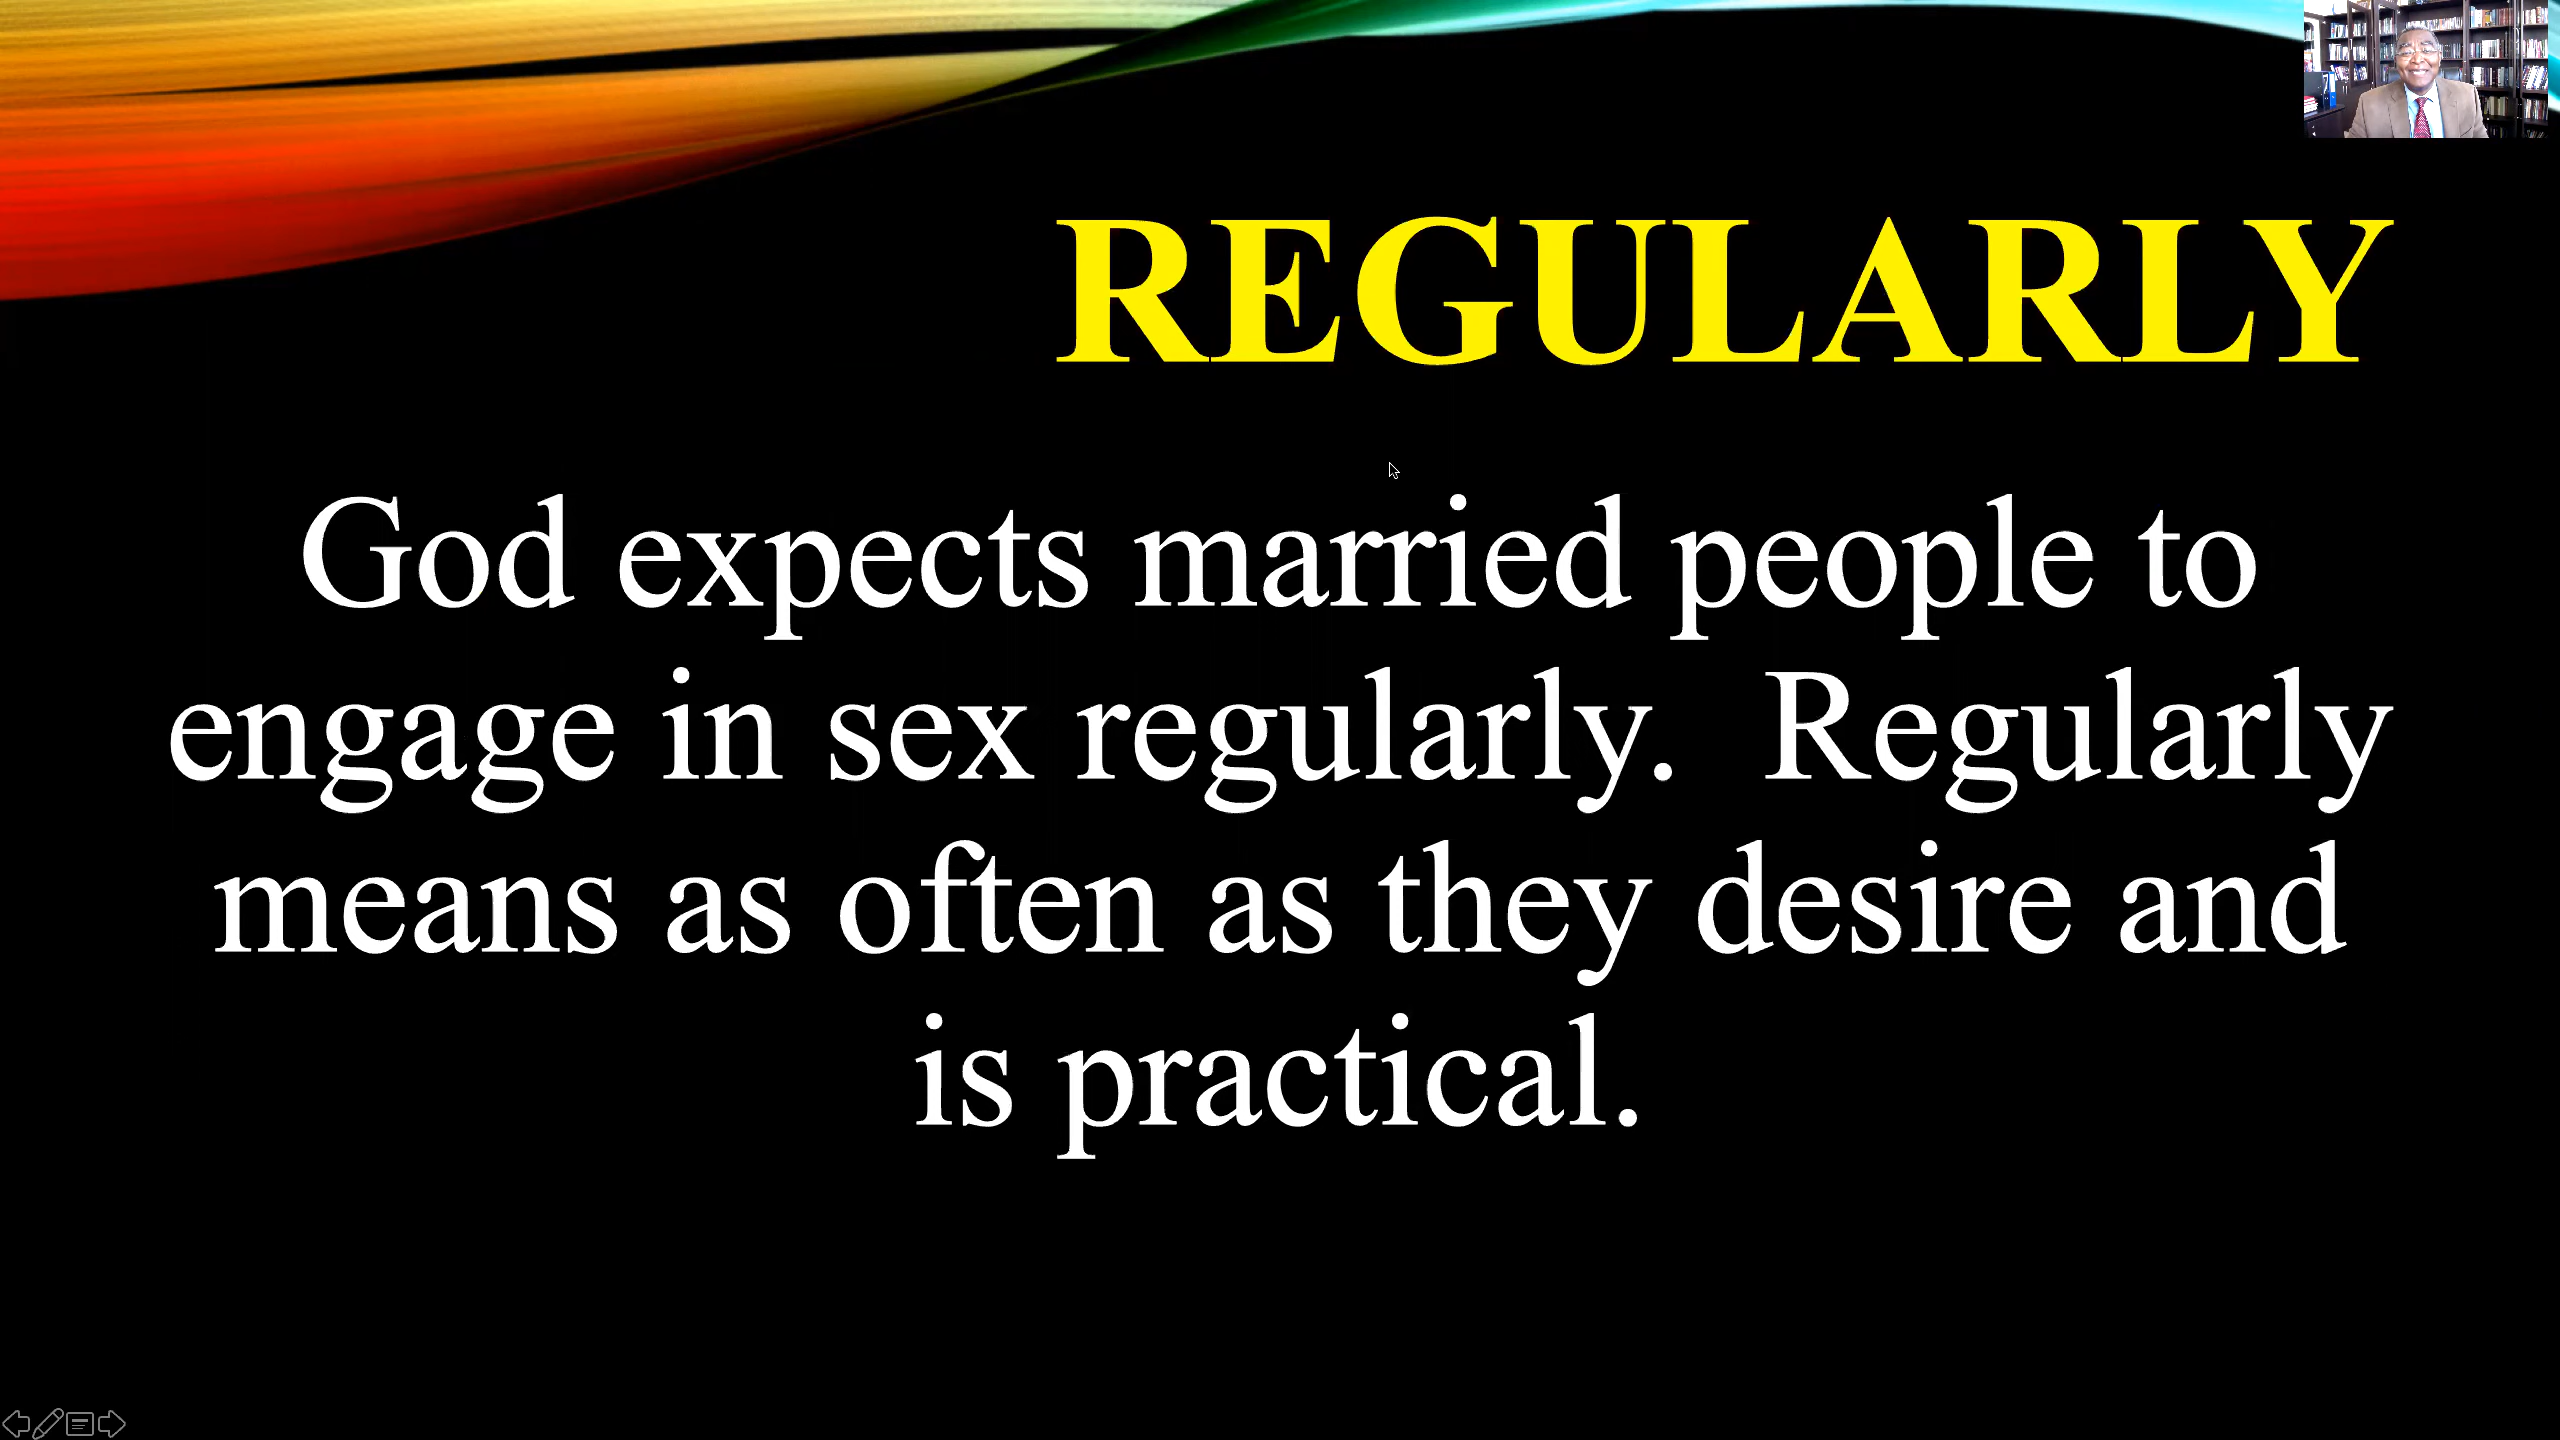 REGULARLY
God expects married people to
engage in sex regularly.  Regularly
means as often as they desire and
is practical.